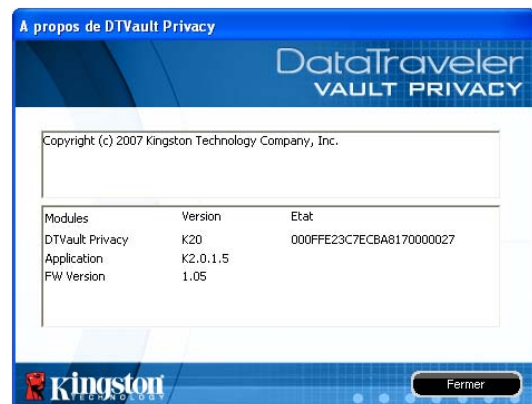 A propos de DTVault Privacy
DataTraveler
VAULT PRIVACY
Copyright (c) 2007 Kingston Technology Company, Inc.
Modules Version Etat
DTVault Privacy K20 000FFE23C7ECBA8170000027
Application K2.0.1.5
FW Version 1.05
Kingston
TECHNOLOGY
Fermer